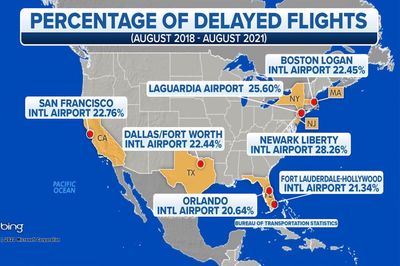 PERCENTAGE OF DELAYED FLIGHTS
(AUGUST 2018 - AUGUST 2021)
BOSTON LOGAN
INTL AIRPORT 22.45%
LAGUARDIA AIRPORT 25.60%
NY
MA
SAN FRANCISCO
INTL AIRPORT 22.76%
NJ
DALLAS/FORT WORTH
INTL AIRPORT 22.44%
CA
NEWARK LIBERTY
INTL AIRPORT 28.26%
TX
FORT LAUDERDALE-HOLLYWOOD
INTL AIRPORT 21.34%
PACIFIC
OCEAN
ORLANDO
INTL AIRPORT 20.64%
BUREAU OF TRANSPORTATION STATISTICS
bing
Microsoft Corporation